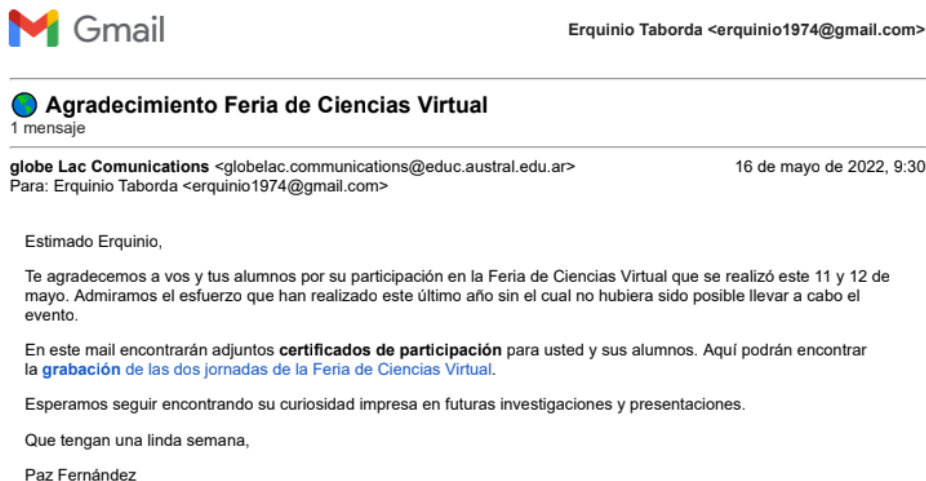 Gmail
Erquinio Taborda <erquinio1974@gmail.com>
Agradecimiento Feria de Ciencias Virtual
1 mensaje
globe Lac Comunications <globelac.communications@educ.austral.edu.ar>
16 de mayo de 2022, 9:30
Para: Erquinio Taborda <erquinio1974@gmail.com>
Estimado Erquinio,
Te agradecemos a vos y tus alumnos por su participación en la Feria de Ciencias Virtual que se realizó este 11 y 12 de
mayo. Admiramos el esfuerzo que han realizado este último año sin el cual no hubiera sido posible llevar a cabo el
evento.
En este mail encontrarán adjuntos certificados de participación para usted y sus alumnos. Aquí podrán encontrar
la grabación de las dos jornadas de la Feria de Ciencias Virtual.
Esperamos seguir encontrando su curiosidad impresa en futuras investigaciones y presentaciones.
Que tengan una linda semana,
Paz Fernández